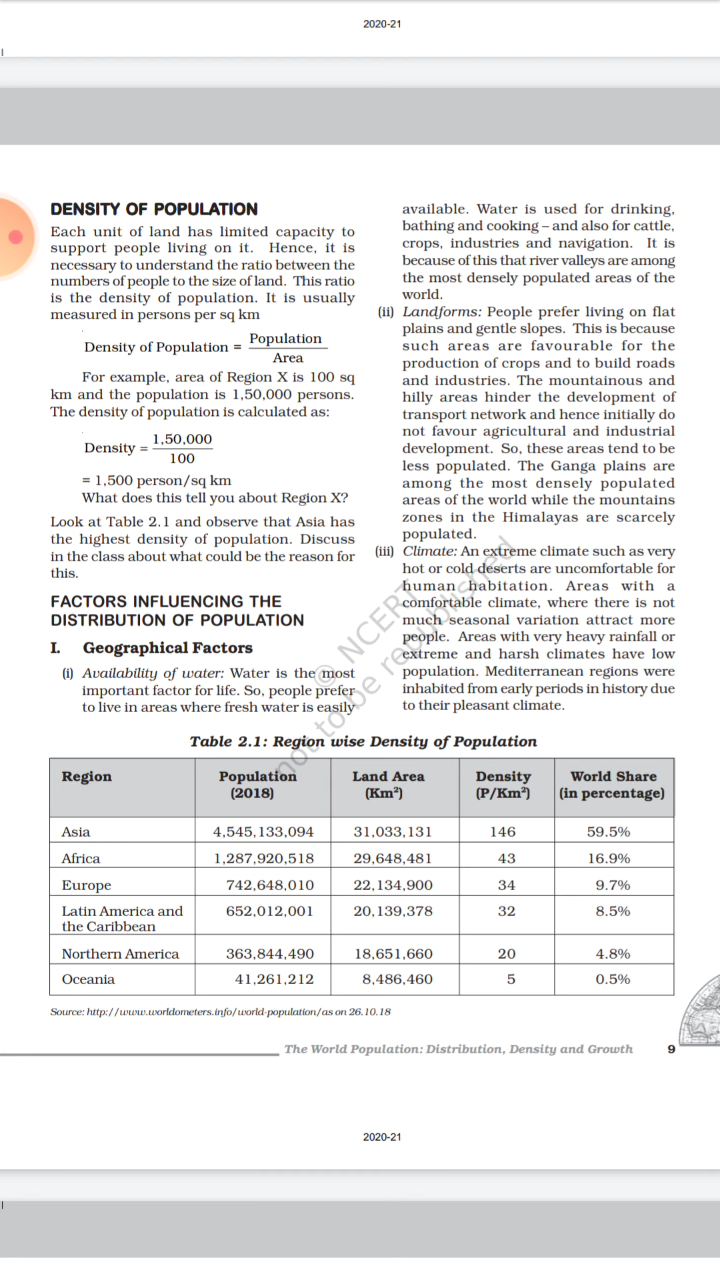 2020-21
DENSITY OF POPULATION
Each unit of land has limited capacity to
support people living on it. Hence, it is
necessary to understand the ratio between the
numbers of people to the size of land. This ratio
is the density of population. It is usually
measured in persons per sq km
Density of Population = Population
Area
For example, area of Region X is 100 sq
km and the population is 1,50,000 persons.
The density of population is calculated as:
Density = 1,50,000
100
= 1,500 person/sq km
What does this tell you about Region X?
Look at Table 2.1 and observe that Asia has
the highest density of population. Discuss
in the class about what could be the reason for
this.
FACTORS INFLUENCING THE
DISTRIBUTION OF POPULATION
I. Geographical Factors
(i) Availability of water: Water is the most
important factor for life. So, people prefer
to live in areas where fresh water is easily
available. Water is used for drinking,
bathing and cooking – and also for cattle,
crops, industries and navigation. It is
because of this that river valleys are among
the most densely populated areas of the
world.
(ii) Landforms: People prefer living on flat
plains and gentle slopes. This is because
such areas are favourable for the
production of crops and to build roads
and industries. The mountainous and
hilly areas hinder the development of
transport network and hence initially do
not favour agricultural and industrial
development. So, these areas tend to be
less populated. The Ganga plains are
among the most densely populated
areas of the world while the mountains
zones in the Himalayas are scarcely
populated.
(iii) Climate: An extreme climate such as very
hot or cold deserts are uncomfortable for
human habitation. Areas with a
comfortable climate, where there is not
much seasonal variation attract more
people. Areas with very heavy rainfall or
extreme and harsh climates have low
population. Mediterranean regions were
inhabited from early periods in history due
to their pleasant climate.
© NCERT
not to be republished
Table 2.1: Region wise Density of Population
Region Population Land Area Density World Share
(2018) (Km²) (P/Km²) (in percentage)
Asia 4,545,133,094 31,033,131 146 59.5%
Africa 1,287,920,518 29,648,481 43 16.9%
Europe 742,648,010 22,134,900 34 9.7%
Latin America and 652,012,001 20,139,378 32 8.5%
the Caribbean
Northern America 363,844,490 18,651,660 20 4.8%
Oceania 41,261,212 8,486,460 5 0.5%
Source: http://www.worldometers.info/world-population/as on 26.10.18
The World Population: Distribution, Density and Growth 9
2020-21